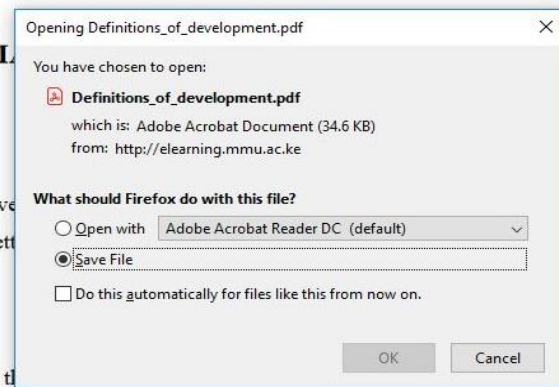 Opening Definitions_of_development.pdf
You have chosen to open:
Definitions_of_development.pdf
which is: Adobe Acrobat Document (34.6 KB)
from: http://elearning.mmu.ac.ke
What should Firefox do with this file?
Open with Adobe Acrobat Reader DC (default)
Save File
Do this automatically for files like this from now on.
OK Cancel